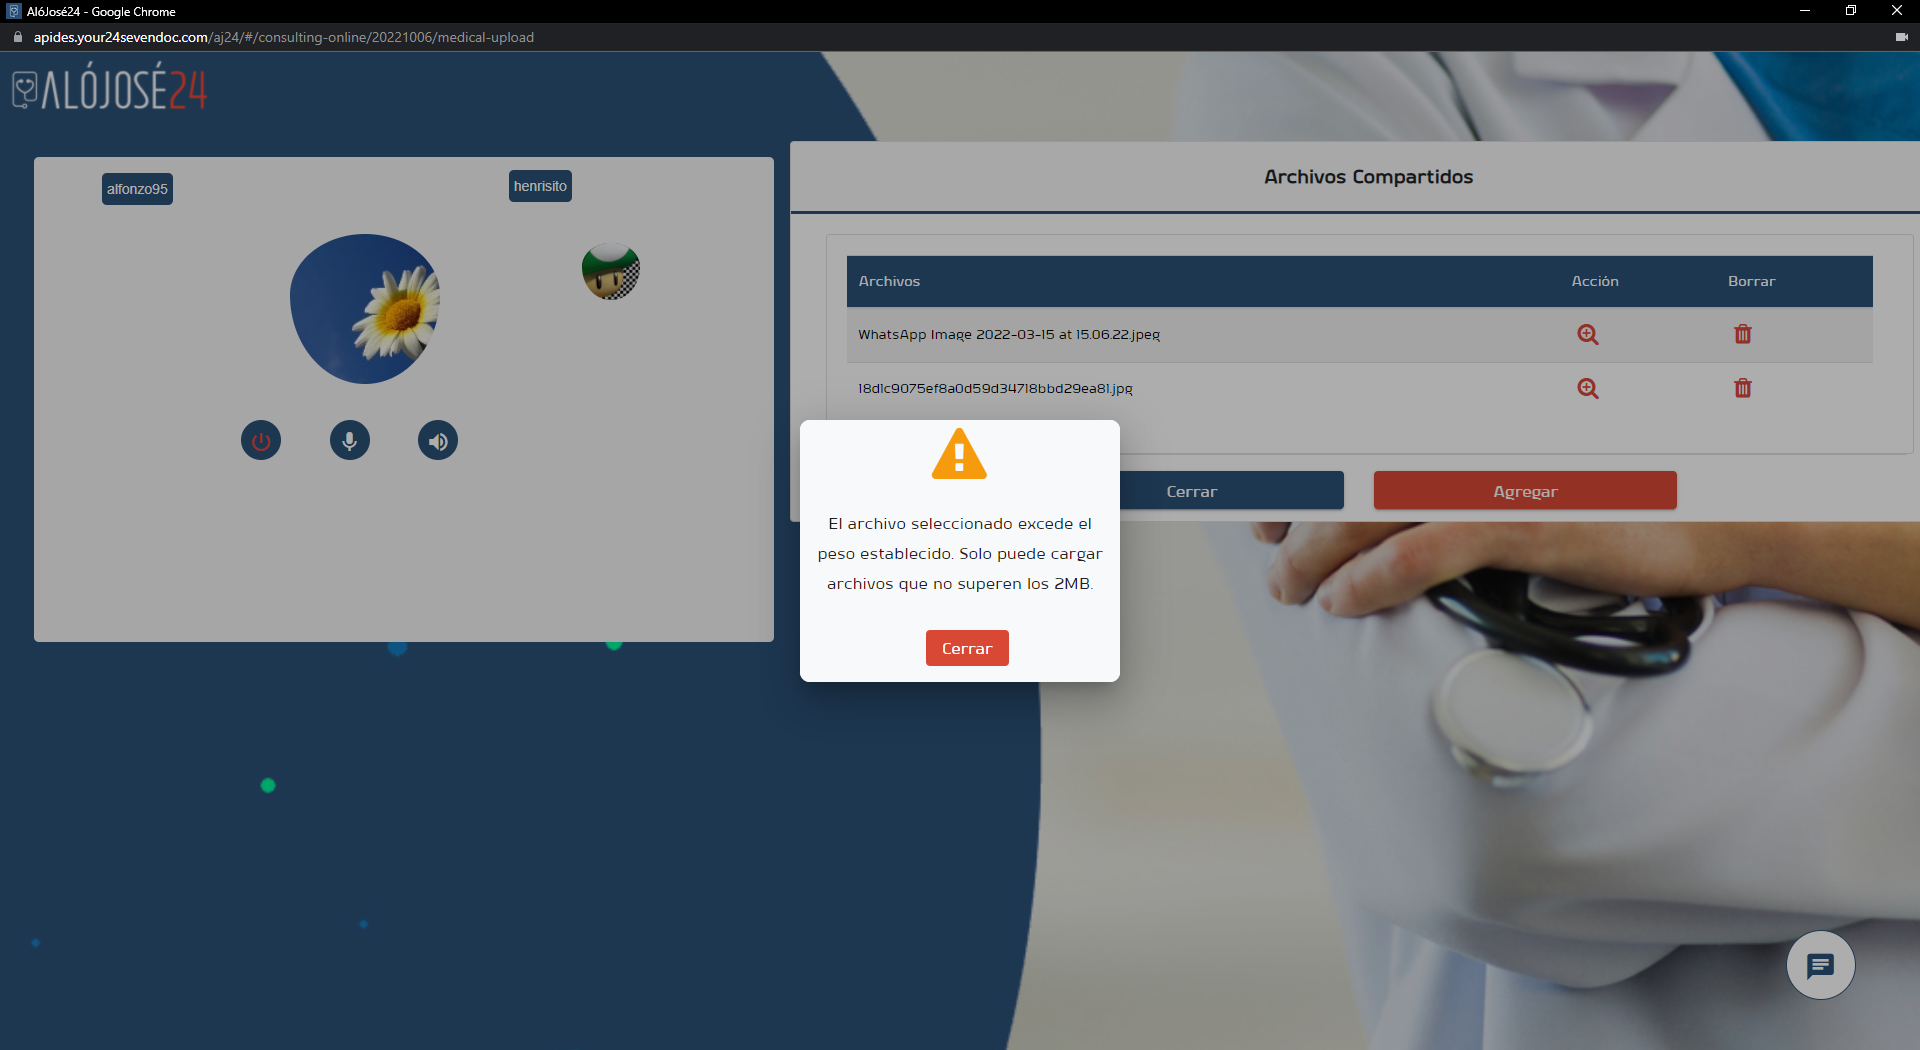 AlóJosé24 - Google Chrome
apides.your24sevendoc.com/aj24/#/consulting-online/20221006/medical-upload
ALÓJOSÉ24
alfonzo95
henrisito
Archivos Compartidos
Archivos Acción Borrar
WhatsApp Image 2022-03-15 at 15.06.22.jpeg
18d1c9075ef8a0d59d34718bbd29ea81.jpg
Cerrar
Agregar
El archivo seleccionado excede el
peso establecido. Solo puede cargar
archivos que no superen los 2MB.
Cerrar